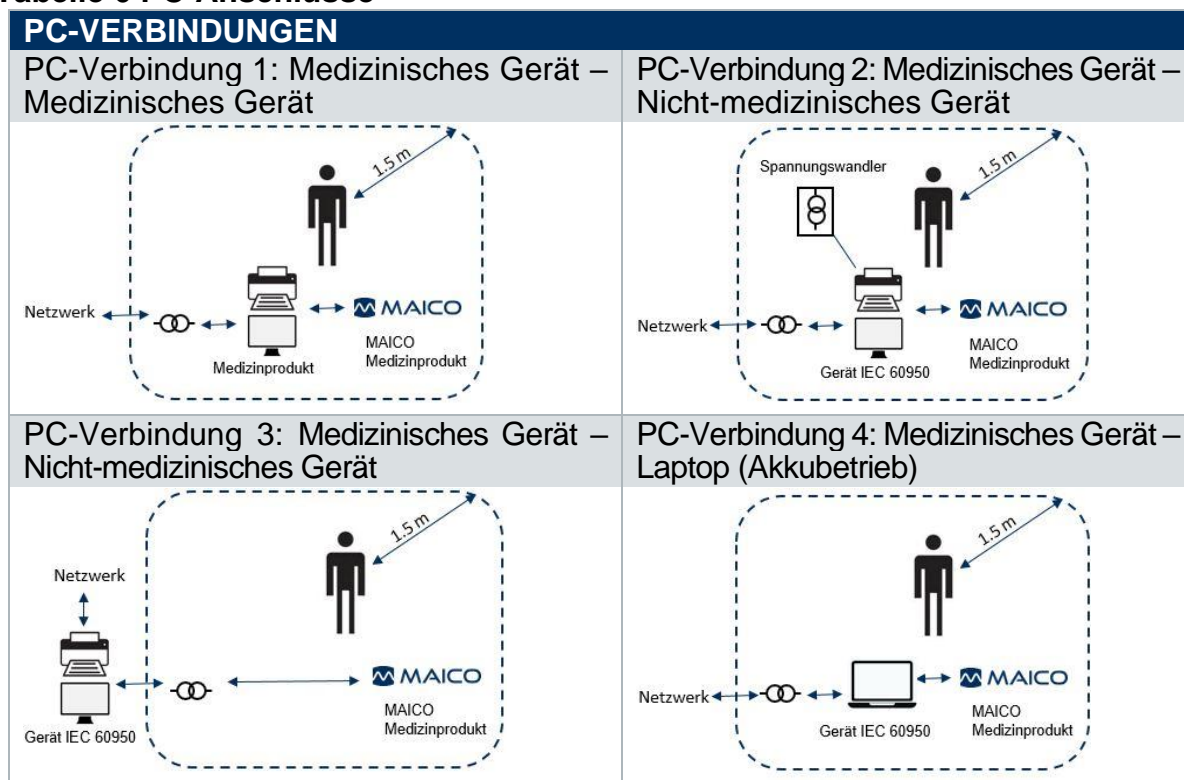 PC-VERBINDUNGEN
PC-Verbindung 1: Medizinisches Gerät –
Medizinisches Gerät
PC-Verbindung 2: Medizinisches Gerät –
Nicht-medizinisches Gerät
1.5 m
Netzwerk
MAICO
MAICO
Medizinprodukt
Medizinprodukt
Spannungswandler
1.5 m
Netzwerk
MAICO
MAICO
Medizinprodukt
Gerät IEC 60950
PC-Verbindung 3: Medizinisches Gerät –
Nicht-medizinisches Gerät
PC-Verbindung 4: Medizinisches Gerät –
Laptop (Akkubetrieb)
1.5 m
Netzwerk
MAICO
MAICO
Medizinprodukt
Gerät IEC 60950
1.5 m
Netzwerk
MAICO
MAICO
Medizinprodukt
Gerät IEC 60950